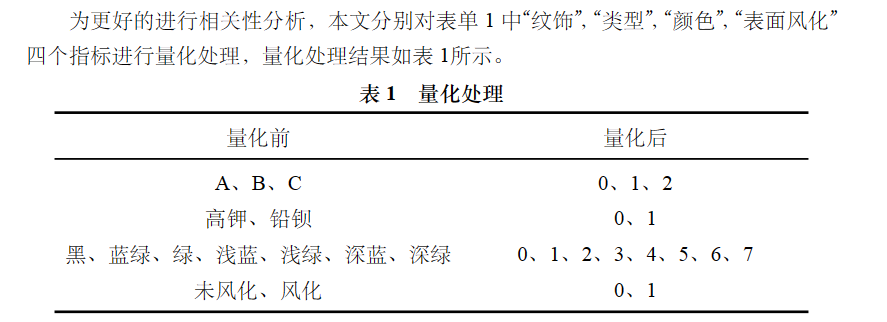 为更好的进行相关性分析，本文分别对表单 1 中“纹饰”，“类型”，“颜色”，“表面风化”
四个指标进行量化处理，量化处理结果如表 1所示。
表 1 量化处理
量化前 量化后
A、B、C 0、1、2
高钾、铅钡 0、1
黑、蓝绿、绿、浅蓝、浅绿、深蓝、深绿 0、1、2、3、4、5、6、7
未风化、风化 0、1